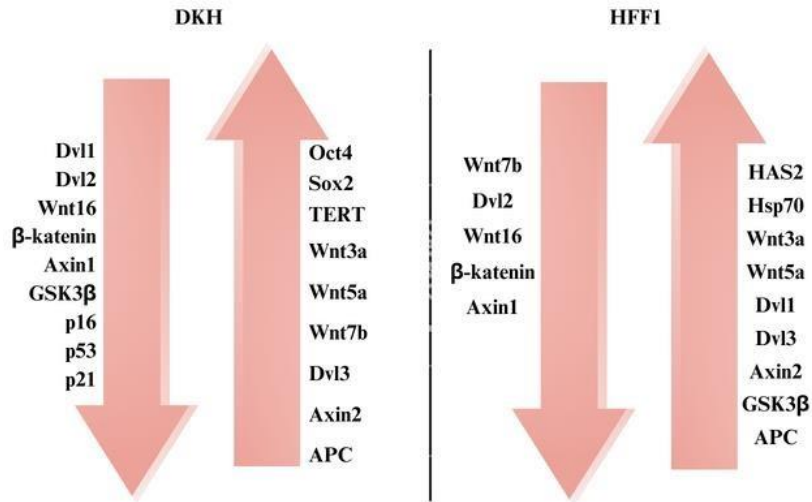 DKH
Dvl1
Dvl2
Wnt16
β-katenin
Axin1
GSK3β
p16
p53
p21
Oct4
Sox2
TERT
Wnt3a
Wnt5a
Wnt7b
Dvl3
Axin2
APC
HFF1
Wnt7b
Dvl2
Wnt16
β-katenin
Axin1
HAS2
Hsp70
Wnt3a
Wnt5a
Dvl1
Dvl3
Axin2
GSK3β
APC